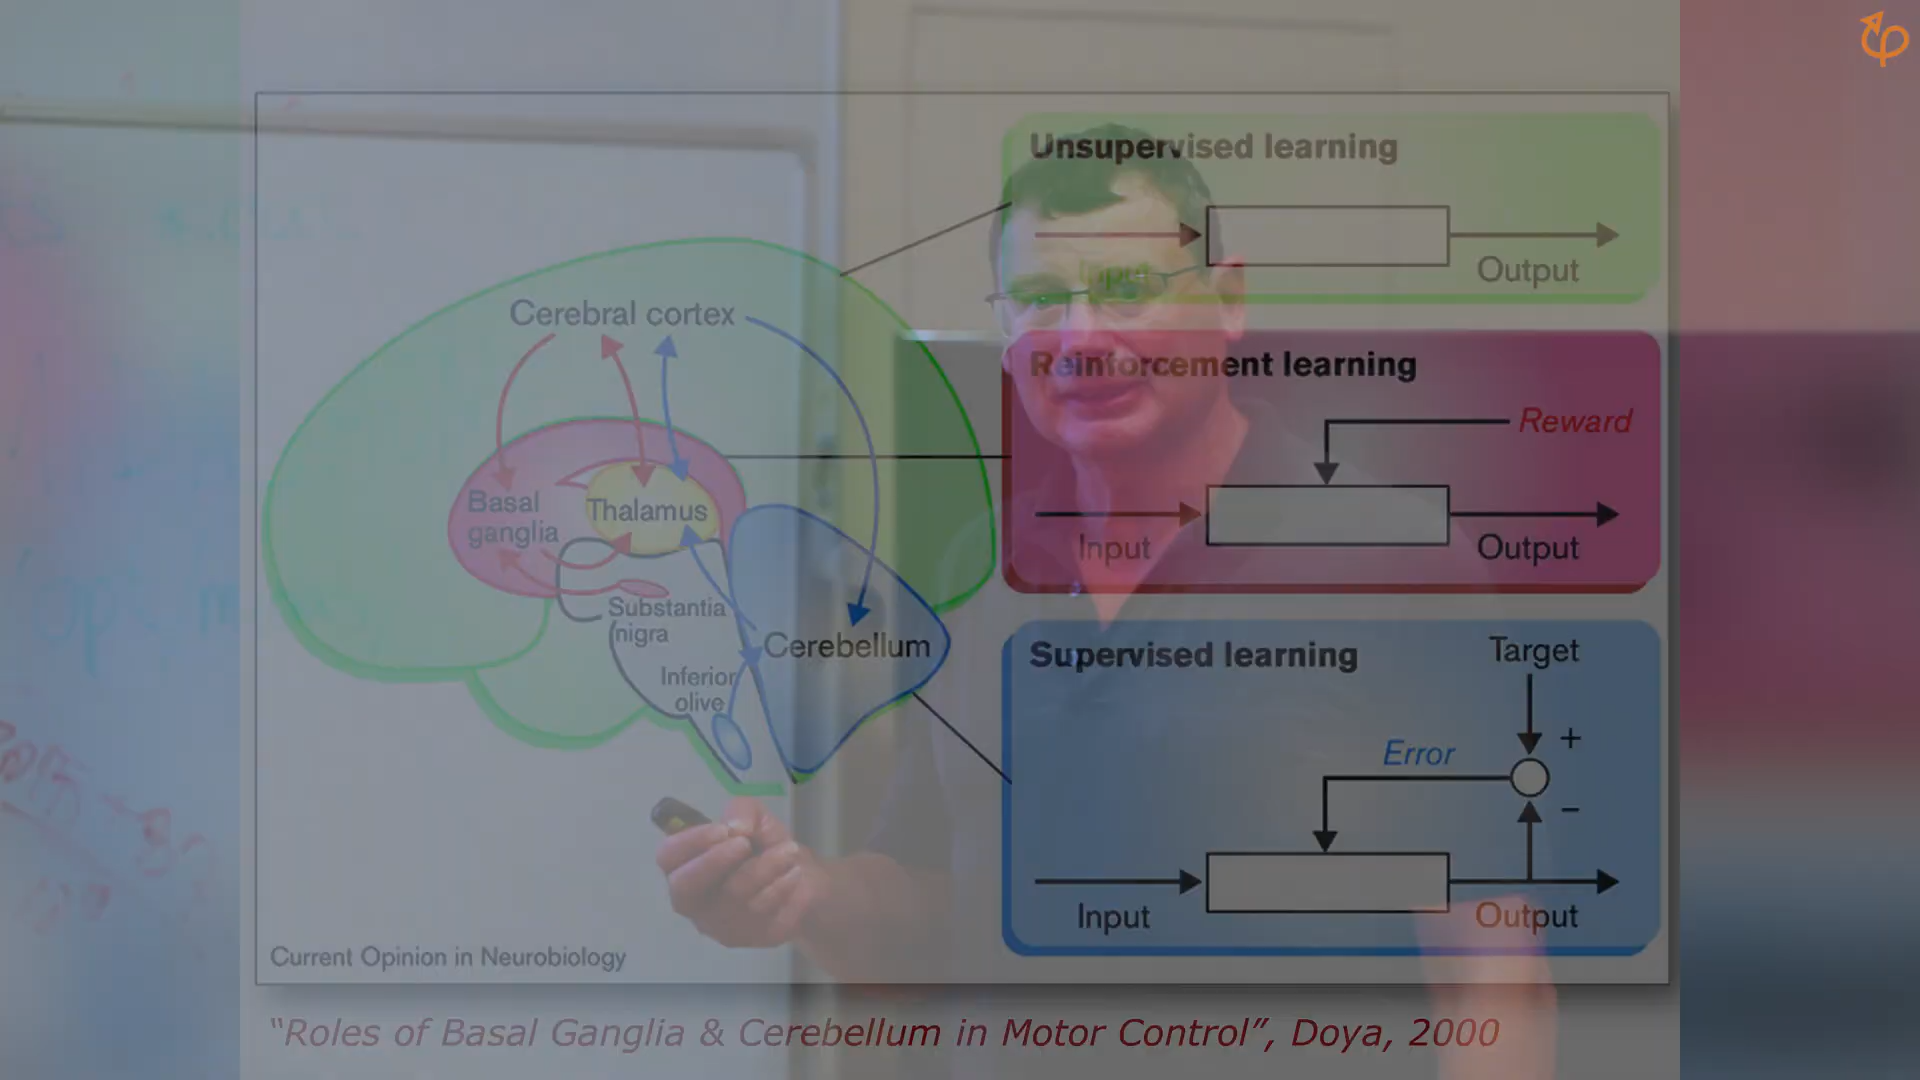 Unsupervised learning
Input
Output
Cerebral cortex
Reinforcement learning
Reward
Input
Output
Basal
ganglia
Thalamus
Substantia
nigra
Inferior
olive
Cerebellum
Supervised learning
Target
+
Error
−
Input
Output
Current Opinion in Neurobiology
“Roles of Basal Ganglia & Cerebellum in Motor Control”, Doya, 2000